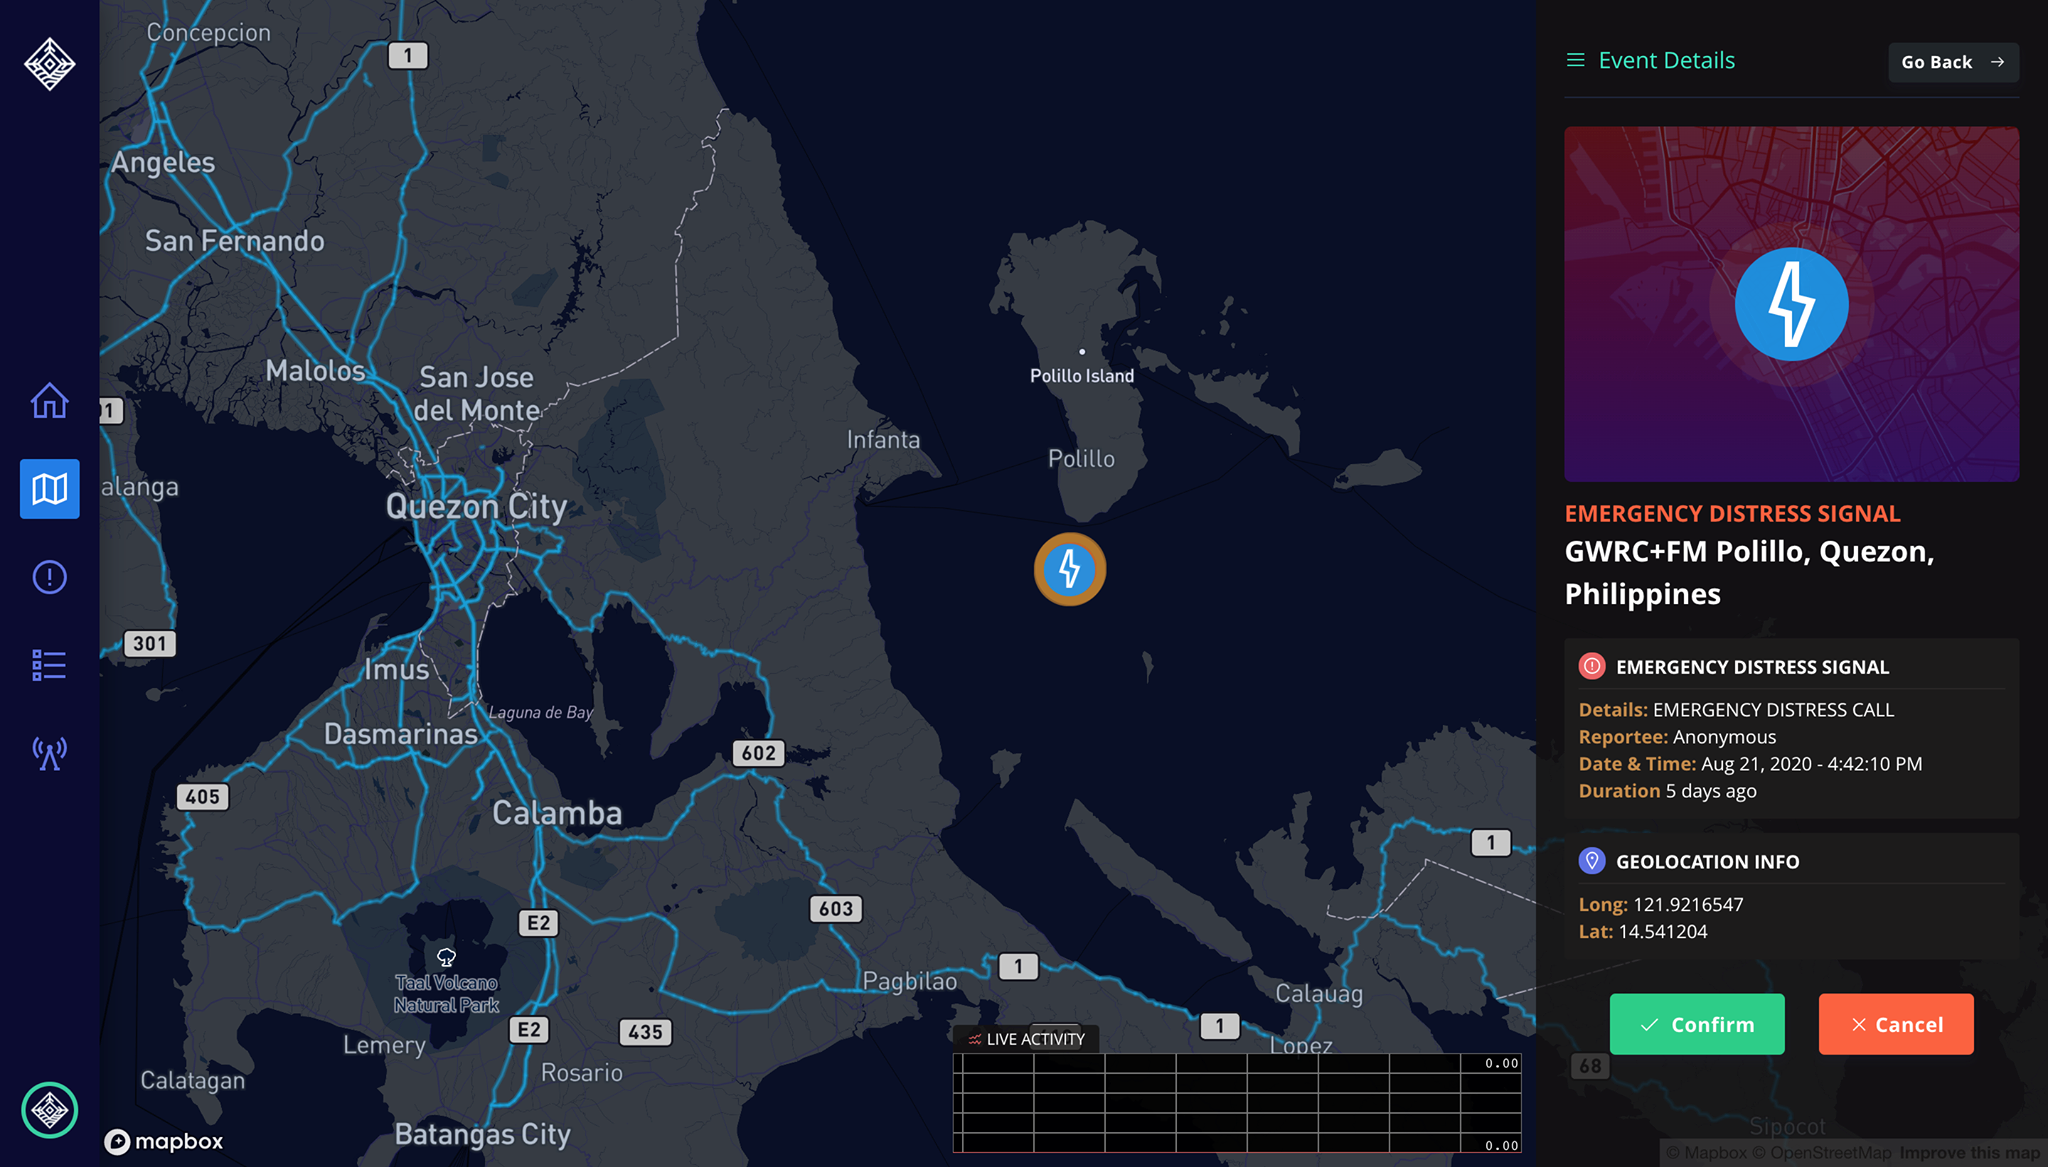 Concepcion
1
Angeles
San Fernando
Malolos
San Jose
del Monte
Infanta
Polillo Island
Polillo
alanga
Quezon City
301
Imus
Laguna de Bay
Dasmarinas
602
405
Calamba
1
E2
603
Taal Volcano
Natural Park
Pagbilao
1
Calauag
E2
435
1
Lemery
Lopez
Rosario
Calatagan
Batangas City
mapbox
LIVE ACTIVITY
0.00
0.00
Event Details
Go Back
EMERGENCY DISTRESS SIGNAL
GWRC+FM Polillo, Quezon,
Philippines
EMERGENCY DISTRESS SIGNAL
Details: EMERGENCY DISTRESS CALL
Reportee: Anonymous
Date & Time: Aug 21, 2020 - 4:42:10 PM
Duration 5 days ago
GEOLOCATION INFO
Long: 121.9216547
Lat: 14.541204
Confirm
Cancel
68
Sipocot
© Mapbox © OpenStreetMap Improve this map